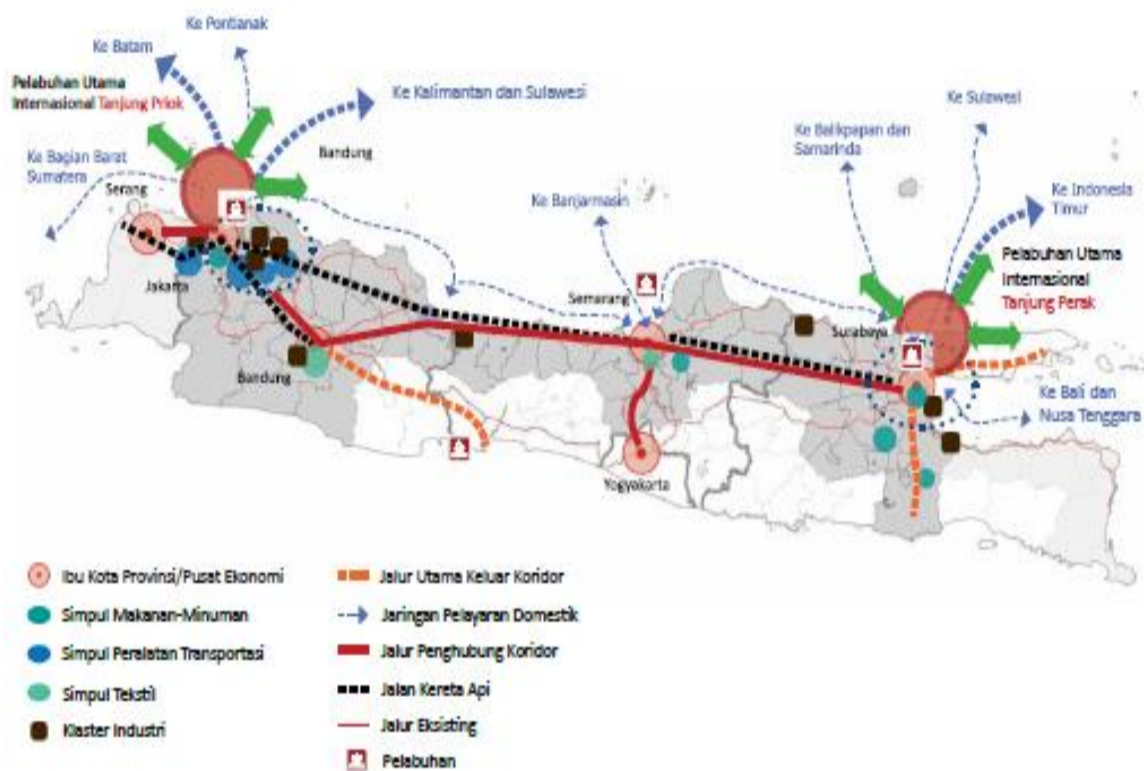 Ke Pontianak
Ke Batam
Pelabuhan Utama
Internasional Tanjung Priok
Ke Kalimantan dan Sulawesi
Ke Sulawesi
Bandung
Ke Balikpapan dan
Samarinda
Ke Bagian Barat
Sumatera
Serang
Ke Banjarmasin
Ke Indonesia
Timur
Pelabuhan Utama
Internasional
Tanjung Perak
Jakarta
Semarang
Surabaya
Bandung
Ke Bali dan
Nusa Tenggara
Yogyakarta
Ibu Kota Provinsi/Pusat Ekonomi
Simpul Makanan-Minuman
Simpul Peralatan Transportasi
Simpul Tekstil
Klaster Industri
Jalur Utama Keluar Koridor
Jaringan Pelayaran Domestik
Jalur Penghubung Koridor
Jalan Kereta Api
Jalur Eksisting
Pelabuhan